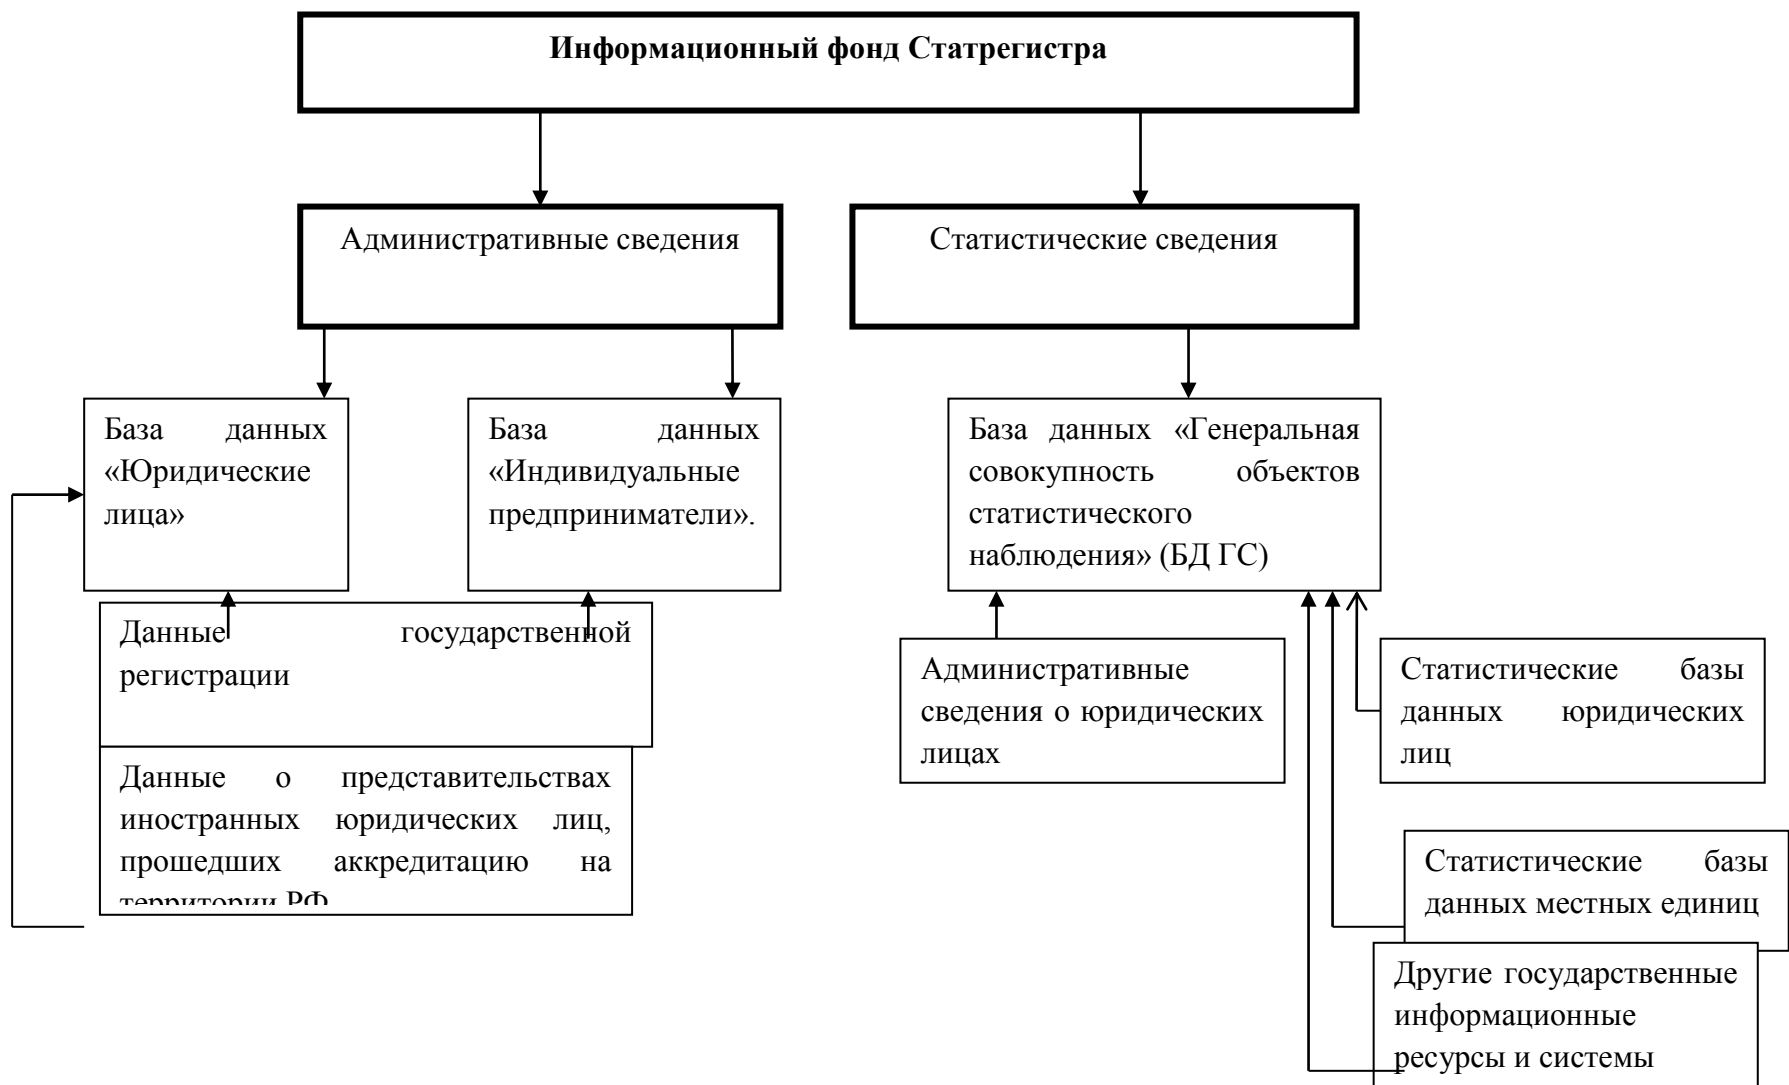 Информационный фонд Статрегистра
Административные сведения
Статистические сведения
База данных
«Юридические
лица»
База данных
«Индивидуальные
предприниматели».
База данных «Генеральная
совокупность объектов
статистического
наблюдения» (БД ГС)
Данные государственной
регистрации
Данные о представительствах
иностранных юридических лиц,
прошедших аккредитацию на
территории РФ
Административные
сведения о юридических
лицах
Статистические базы
данных юридических
лиц
Статистические базы
данных местных единиц
Другие государственные
информационные
ресурсы и системы